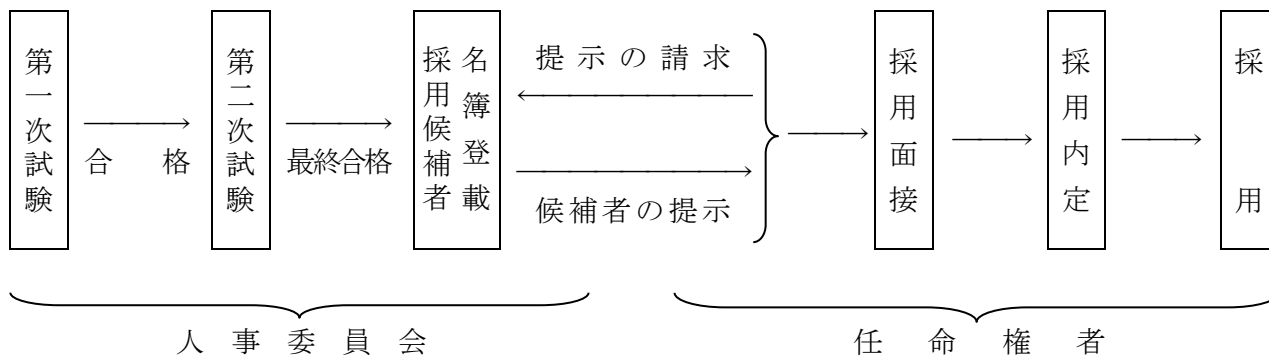 第一次試験
合格
第二次試験
最終合格
採用候補者
名簿登載
提示の請求
候補者の提示
採用面接
採用内定
採用
人事委員会
任命権者